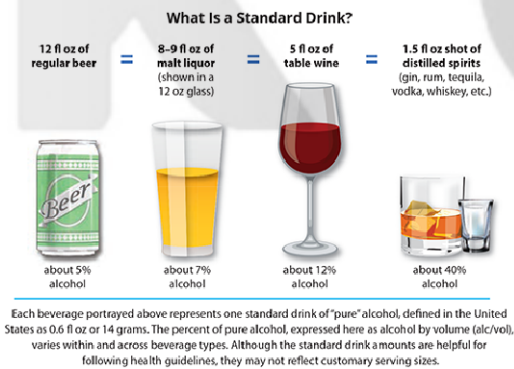 What Is a Standard Drink?
12 fl oz of
regular beer
=
8–9 fl oz of
malt liquor
(shown in a
12 oz glass)
=
5 fl oz of
table wine
=
1.5 fl oz shot of
distilled spirits
(gin, rum, tequila,
vodka, whiskey, etc.)
Beer
about 5%
alcohol
about 7%
alcohol
about 12%
alcohol
about 40%
alcohol
Each beverage portrayed above represents one standard drink of "pure" alcohol, defined in the United
States as 0.6 fl oz or 14 grams. The percent of pure alcohol, expressed here as alcohol by volume (alc/vol),
varies within and across beverage types. Although the standard drink amounts are helpful for
following health guidelines, they may not reflect customary serving sizes.